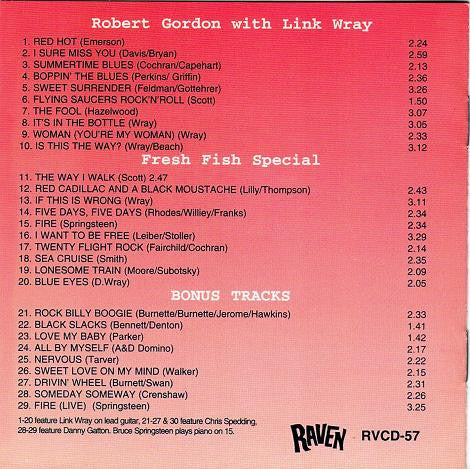 Robert Gordon with Link Wray
1. RED HOT (Emerson) 2.24
2. I SURE MISS YOU (Davis/Bryan) 2.59
3. SUMMERTIME BLUES (Cochran/Capehart) 2.13
4. BOPPIN' THE BLUES (Perkins/ Griffin) 2.36
5. SWEET SURRENDER (Feldman/Gottehrer) 3.26
6. FLYING SAUCERS ROCK'N'ROLL (Scott) 1.50
7. THE FOOL (Hazelwood) 3.07
8. IT'S IN THE BOTTLE (Wray) 3.05
9. WOMAN (YOU'RE MY WOMAN) (Wray) 2.33
10. IS THIS THE WAY? (Wray/Beach) 3.12
Fresh Fish Special
11. THE WAY I WALK (Scott) 2.47
12. RED CADILLAC AND A BLACK MOUSTACHE (Lilly/Thompson) 2.43
13. IF THIS IS WRONG (Wray) 3.11
14. FIVE DAYS, FIVE DAYS (Rhodes/Williey/Franks) 2.34
15. FIRE (Springsteen) 2.34
16. I WANT TO BE FREE (Leiber/Stoller) 3.29
17. TWENTY FLIGHT ROCK (Fairchild/Cochran) 2.14
18. SEA CRUISE (Smith) 2.35
19. LONESOME TRAIN (Moore/Subotsky) 2.09
20. BLUE EYES (D.Wray) 2.05
BONUS TRACKS
21. ROCK BILLY BOOGIE (Burnette/Burnette/Jerome/Hawkins) 2.33
22. BLACK SLACKS (Bennett/Denton) 1.41
23. LOVE MY BABY (Parker) 1.42
24. ALL BY MYSELF (A&D Domino) 2.17
25. NERVOUS (Tarver) 2.22
26. SWEET LOVE ON MY MIND (Walker) 2.15
27. DRIVIN' WHEEL (Burnett/Swan) 2.31
28. SOMEDAY SOMEWAY (Crenshaw) 2.26
29. FIRE (LIVE) (Springsteen) 3.25
1-20 feature Link Wray on lead guitar, 21-27 & 30 feature Chris Spedding,
28-29 feature Danny Gatton. Bruce Springsteen plays piano on 15.
RAVEN RVCD-57